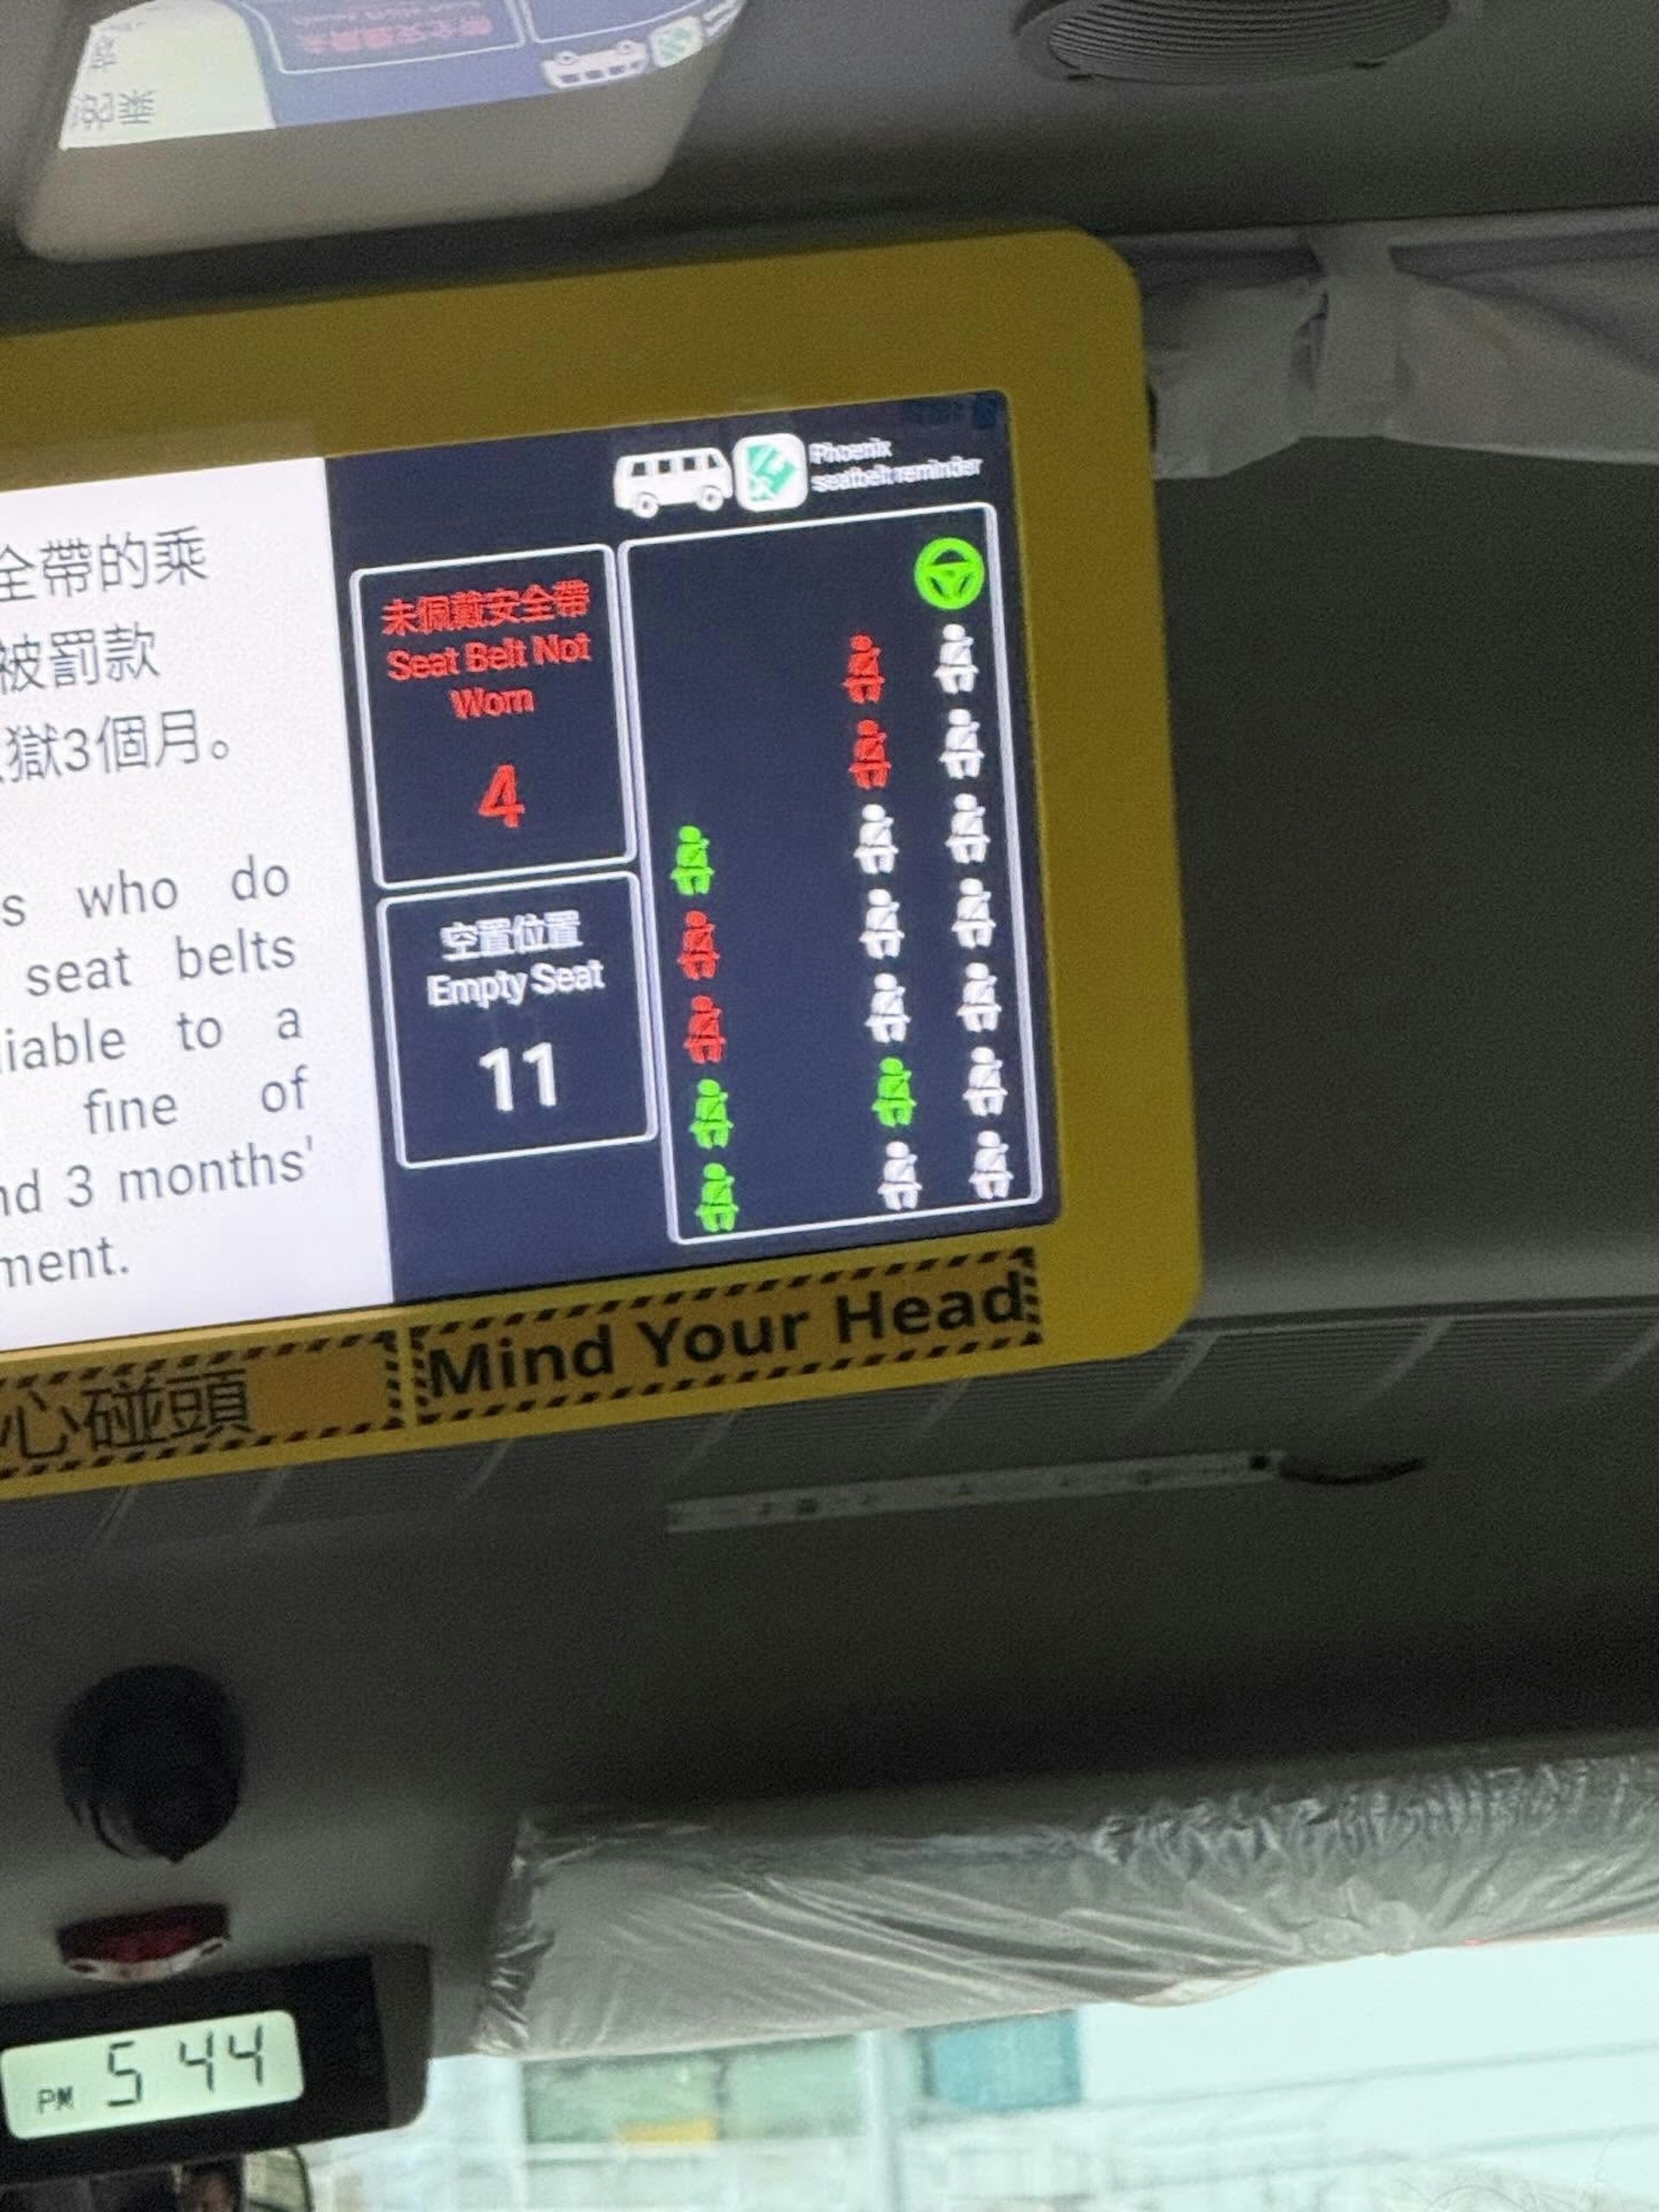 全帶的乘
被罰款
獄3個月。
s who do
seat belts
iable to a
fine of
nd 3 months'
ment.
Phoenix
seatbelt reminder
未佩戴安全帶
Seat Belt Not
Worn
4
空置位置
Empty Seat
11
心碰頭
Mind Your Head
PM 5 44